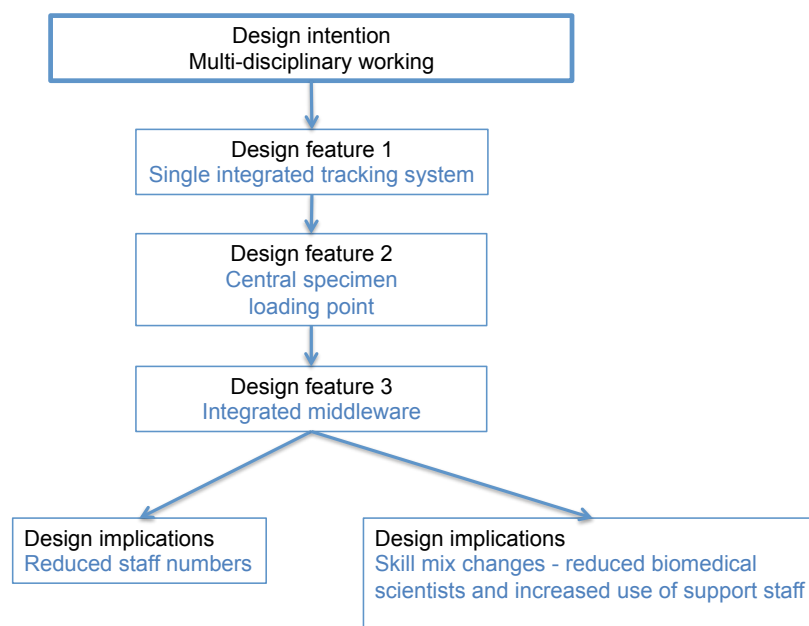 Design intention
Multi-disciplinary working
Design feature 1
Single integrated tracking system
Design feature 2
Central specimen
loading point
Design feature 3
Integrated middleware
Design implications
Reduced staff numbers
Design implications
Skill mix changes - reduced biomedical
scientists and increased use of support staff